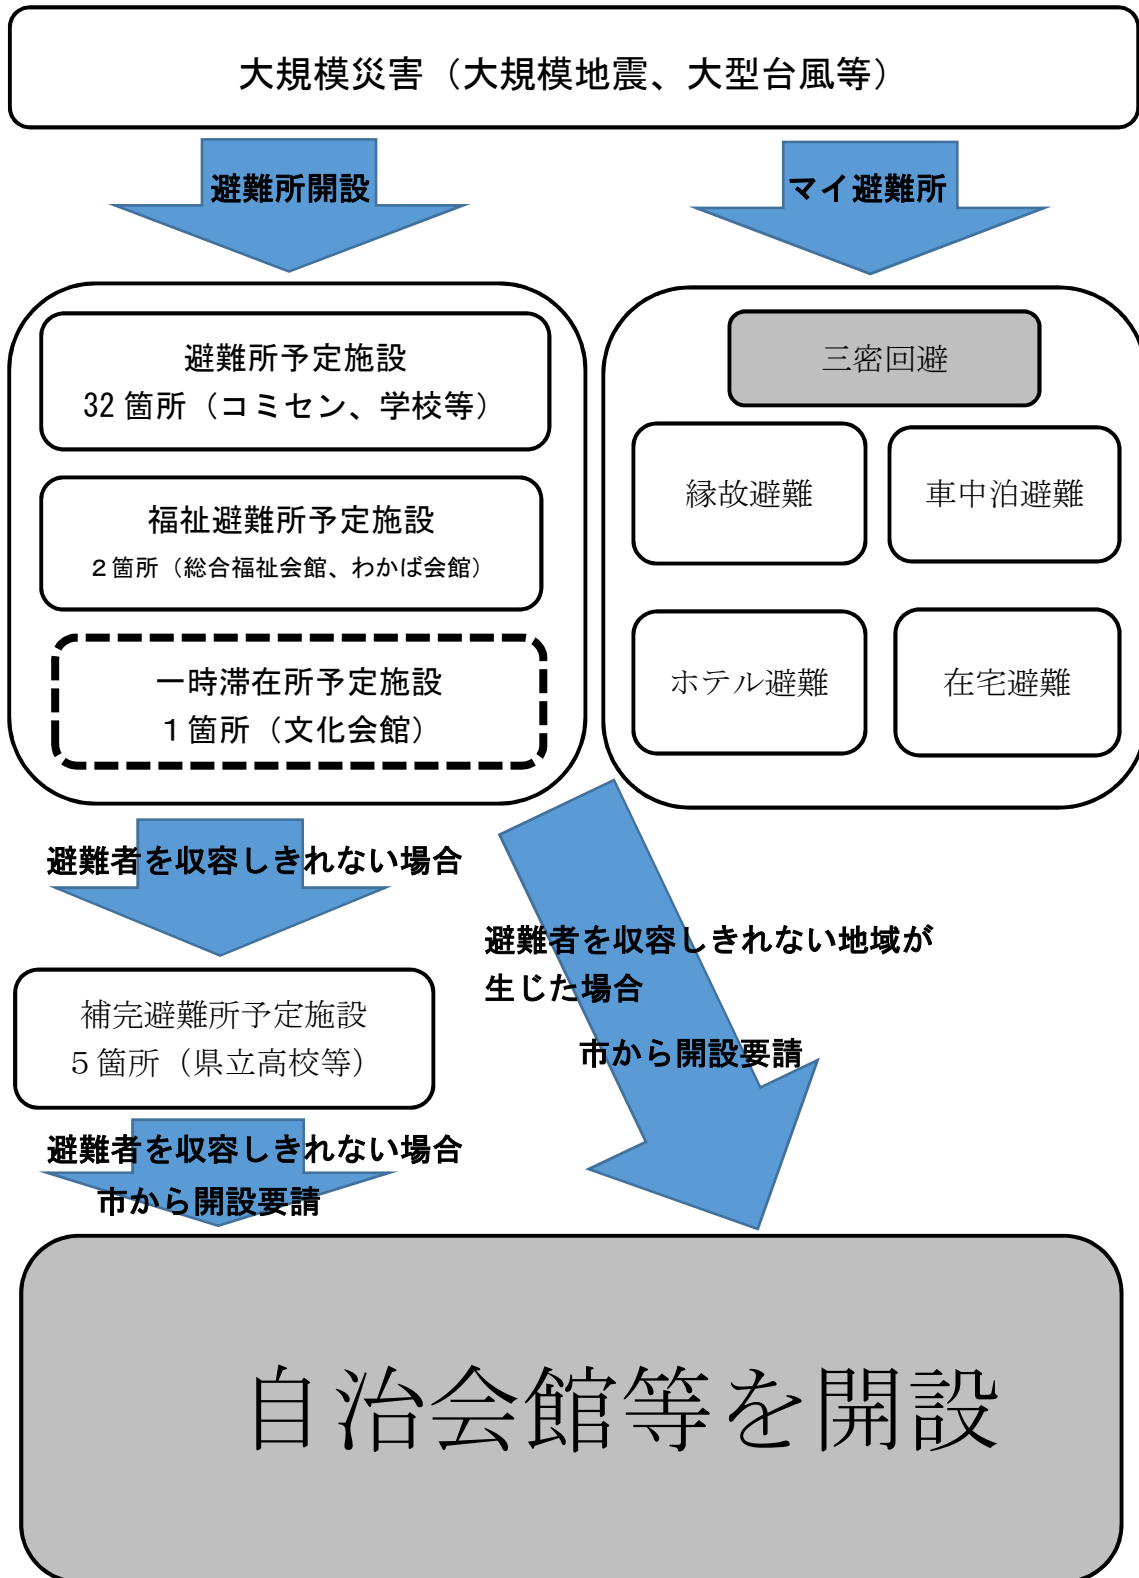 大規模災害（大規模地震、大型台風等）
避難所開設
マイ避難所
避難所予定施設
32 箇所（コミセン、学校等）
福祉避難所予定施設
２箇所（総合福祉会館、わかば会館）
一時滞在所予定施設
１箇所（文化会館）
三密回避
縁故避難
車中泊避難
ホテル避難
在宅避難
避難者を収容しきれない場合
避難者を収容しきれない地域が
生じた場合
市から開設要請
補完避難所予定施設
５箇所（県立高校等）
避難者を収容しきれない場合
市から開設要請
自治会館等を開設